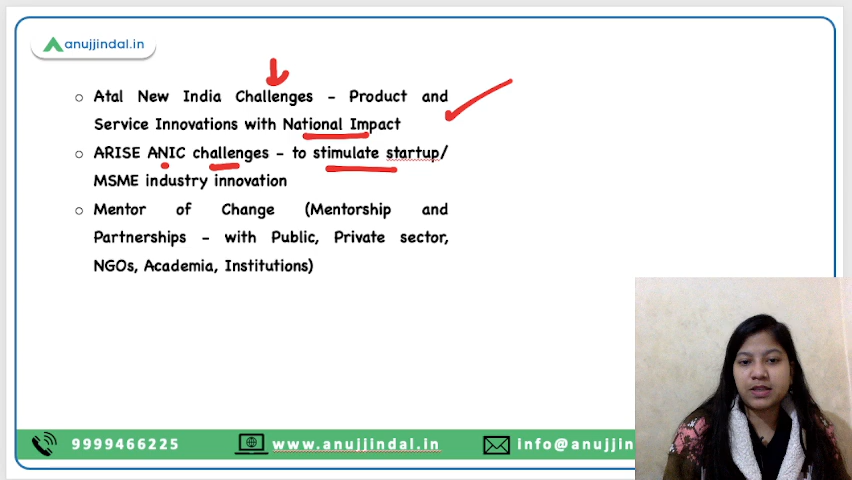 anujjindal.in
Atal New India Challenges - Product and
Service Innovations with National Impact
ARISE ANIC challenges - to stimulate startup/
MSME industry innovation
Mentor of Change (Mentorship and
Partnerships - with Public, Private sector,
NGOs, Academia, Institutions)
9999466225
www.anujjindal.in
info@anujjin